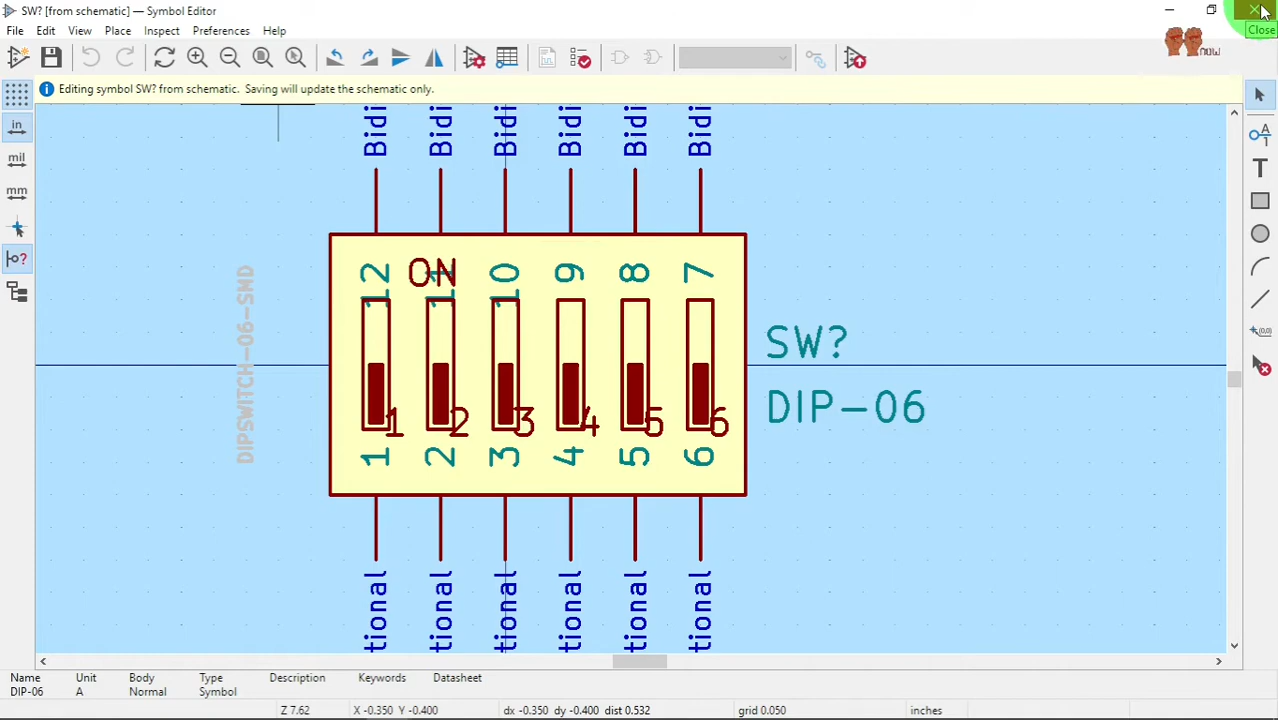 SW? [from schematic] — Symbol Editor
Close
File Edit View Place Inspect Preferences Help
in
Editing symbol SW? from schematic. Saving will update the schematic only.
A
1
T
mil
mm
Bidi Bidi Bidi Bidi Bidi Bidi
12 11 10 9 8 7
ON
DIPSWITCH-06-SMD
SW?
DIP-06
1 2 3 4 5 6
1 2 3 4 5 6
tional tional tional tional tional tional
Name Unit Body Type Description Keywords Datasheet
DIP-06 A Normal Symbol
Z 7.62 X -0.350 Y -0.400 dx -0.350 dy -0.400 dist 0.532 grid 0.050 inches